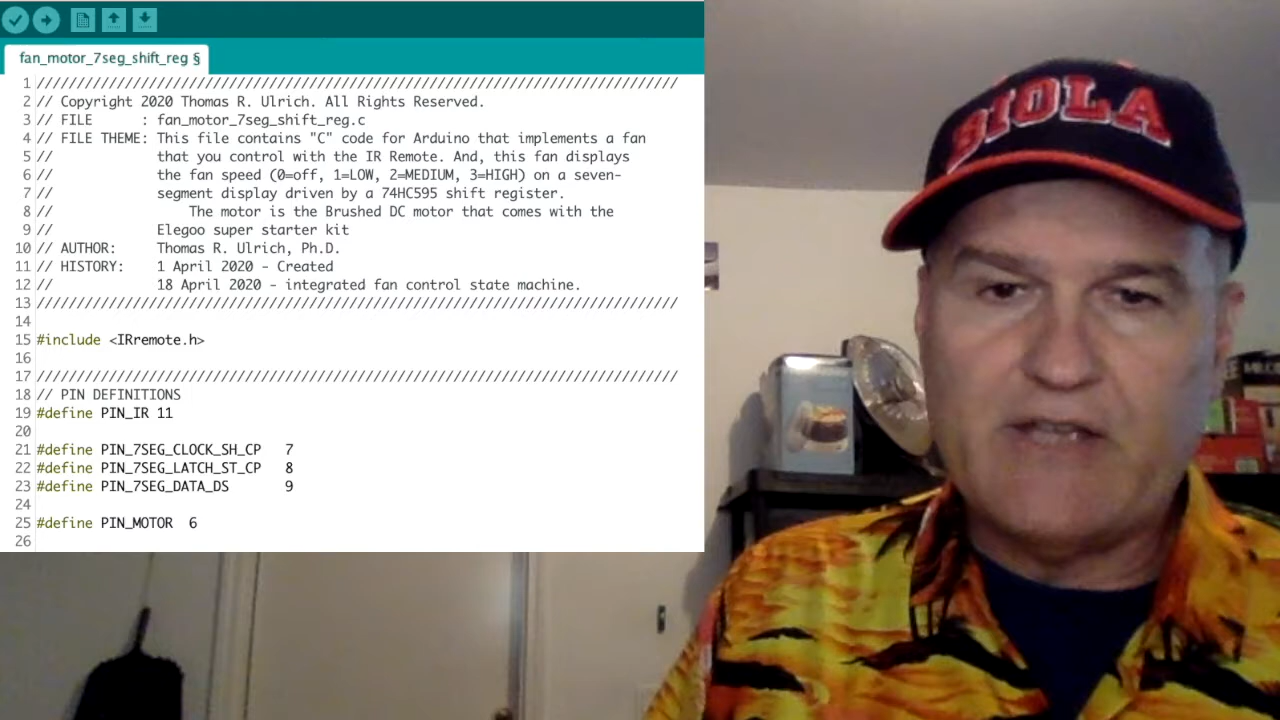 fan_motor_7seg_shift_reg §
1 ////////////////////////////////////////////////////////////////////////////////
2 // Copyright 2020 Thomas R. Ulrich. All Rights Reserved.
3 // FILE : fan_motor_7seg_shift_reg.c
4 // FILE THEME: This file contains "C" code for Arduino that implements a fan
5 // that you control with the IR Remote. And, this fan displays
6 // the fan speed (0=off, 1=LOW, 2=MEDIUM, 3=HIGH) on a seven-
7 // segment display driven by a 74HC595 shift register.
8 // The motor is the Brushed DC motor that comes with the
9 // Elegoo super starter kit
10 // AUTHOR: Thomas R. Ulrich, Ph.D.
11 // HISTORY: 1 April 2020 - Created
12 // 18 April 2020 - integrated fan control state machine.
13 ////////////////////////////////////////////////////////////////////////////////
14
15 #include <IRremote.h>
16
17 ////////////////////////////////////////////////////////////////////////////////
18 // PIN DEFINITIONS
19 #define PIN_IR 11
20
21 #define PIN_7SEG_CLOCK_SH_CP 7
22 #define PIN_7SEG_LATCH_ST_CP 8
23 #define PIN_7SEG_DATA_DS 9
24
25 #define PIN_MOTOR 6
26
BIOLA